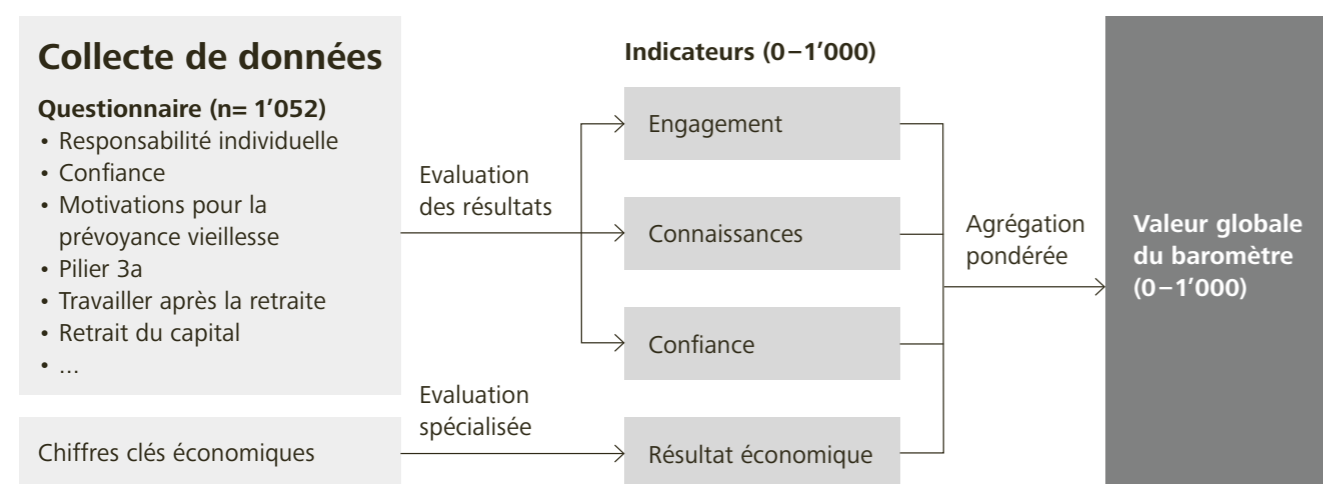 Collecte de données
Questionnaire (n= 1’052)
• Responsabilité individuelle
• Confiance
• Motivations pour la
prévoyance vieillesse
• Pilier 3a
• Travailler après la retraite
• Retrait du capital
• ...
Chiffres clés économiques
Evaluation
des résultats
Evaluation
spécialisée
Indicateurs (0–1’000)
Engagement
Connaissances
Confiance
Résultat économique
Agrégation
pondérée
Valeur globale
du baromètre
(0–1’000)